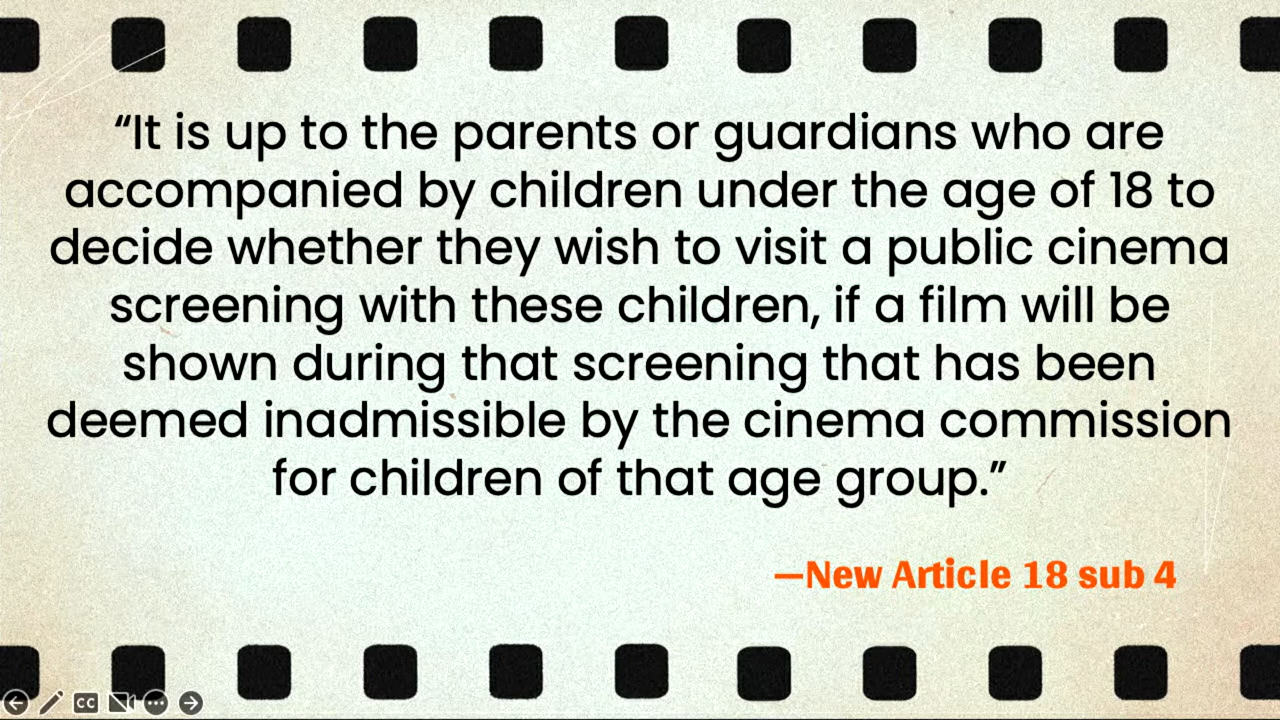 “It is up to the parents or guardians who are
accompanied by children under the age of 18 to
decide whether they wish to visit a public cinema
screening with these children, if a film will be
shown during that screening that has been
deemed inadmissible by the cinema commission
for children of that age group.”
—New Article 18 sub 4
CC